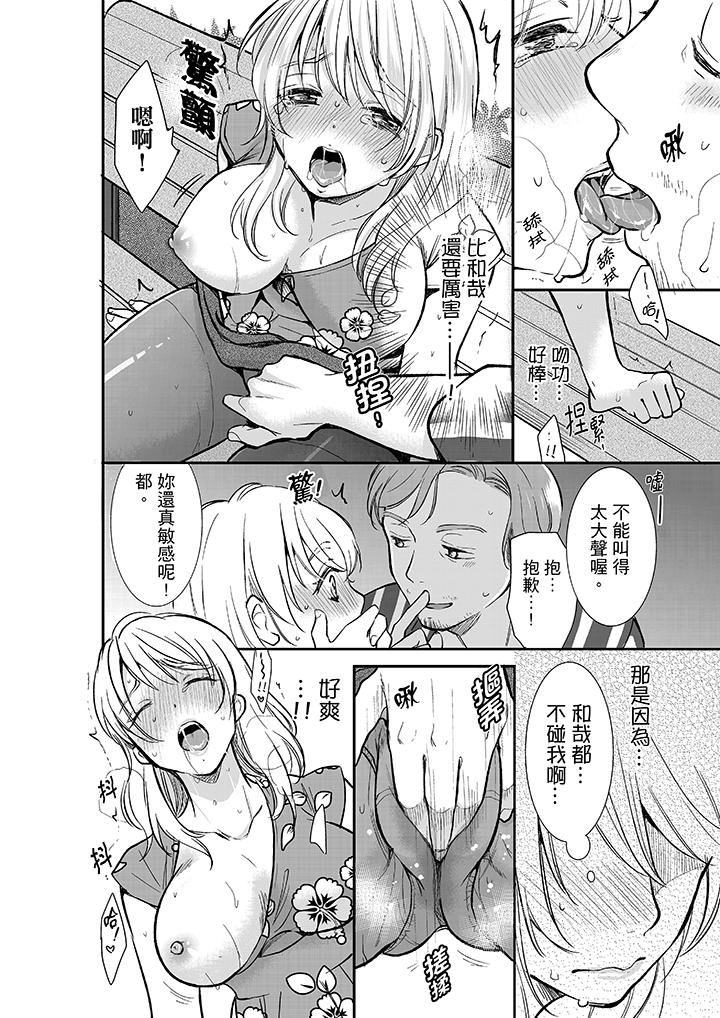 啾
舔拭
舔拭
哈!
吻功…
好棒…
捏緊
…!!
驚顫
嗯啊!
比和哉
還要厲害…!
扭捏
噓
不能叫得
太大聲喔。
抱…
抱歉…!
驚!
妳還真敏感呢!
都。
那是因為…
和哉都…
不碰我啊…
摳弄
啾
搓揉
好爽
…!!
抖
抖
哈!